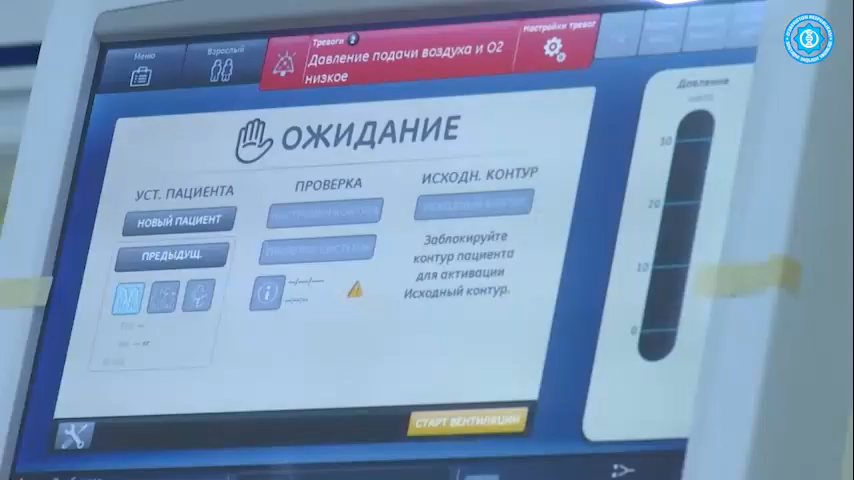 Меню
Взрослый
Тревоги 2
Давление подачи воздуха и О2
низкое
Настройки тревог
ОЖИДАНИЕ
УСТ. ПАЦИЕНТА
ПРОВЕРКА
ИСХОДН. КОНТУР
НОВЫЙ ПАЦИЕНТ
ПРЕДЫДУЩ.
Заблокируйте
контур пациента
для активации
Исходный контур.
СТАРТ ВЕНТИЛЯЦИИ
Давление
30
20
10
0